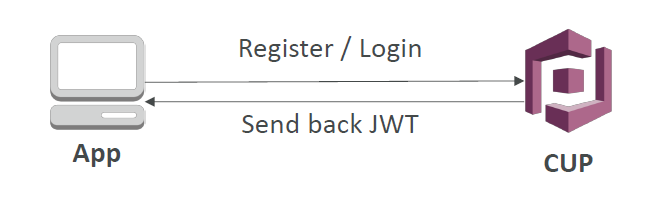 Register / Login
Send back JWT
App
CUP